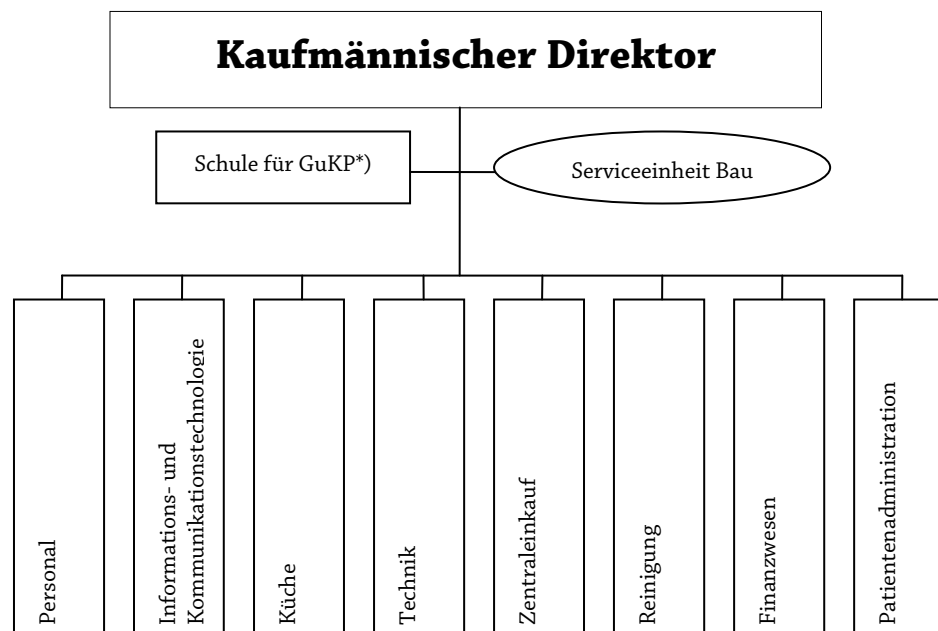 Kaufmännischer Direktor
Schule für GuKP*)
Serviceeinheit Bau
Personal
Informations- und
Kommunikationstechnologie
Küche
Technik
Zentraleinkauf
Reinigung
Finanzwesen
Patientenadministration